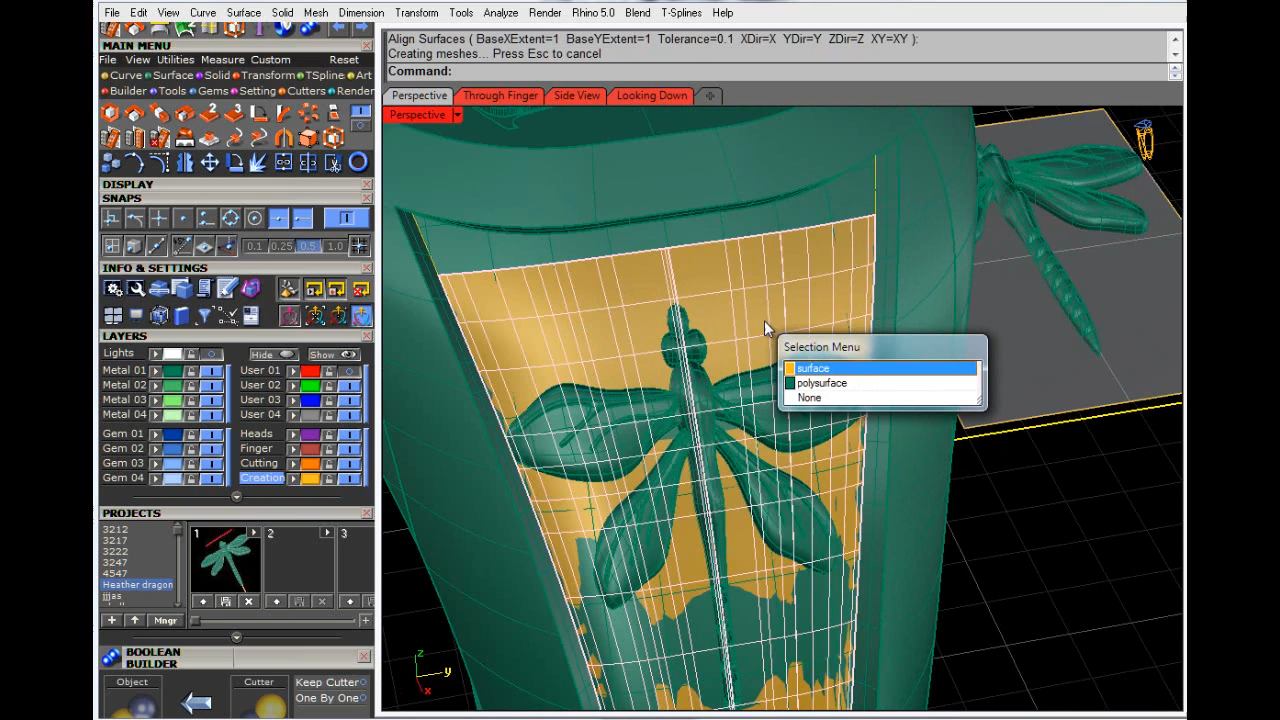 File Edit View Curve Surface Solid Mesh Dimension Transform Tools Analyze Render Rhino 5.0 Blend T-Splines Help
Align Surfaces ( BaseXExtent=1 BaseYExtent=1 Tolerance=0.1 XDir=X YDir=Y ZDir=Z XY=XY ):
Creating meshes... Press Esc to cancel
Command:
Perspective Through Finger Side View Looking Down
Perspective
MAIN MENU
File View Utilities Measure Custom Reset
Curve Surface Solid Transform TSpline Art
Builder Tools Gems Setting Cutters Render
2 3
DISPLAY
SNAPS
0.1 0.25 0.5 1.0
INFO & SETTINGS
LAYERS
Lights Hide Show
Metal 01 User 01
Metal 02 User 02
Metal 03 User 03
Metal 04 User 04
Gem 01 Heads
Gem 02 Finger
Gem 03 Cutting
Gem 04 Creation
PROJECTS
3212
3217
3222
3247
4547
Heather dragon
1 2 3
Mngr
BOOLEAN
BUILDER
Object Cutter Keep Cutter
One By One
Selection Menu
surface
polysurface
None
z
y
x